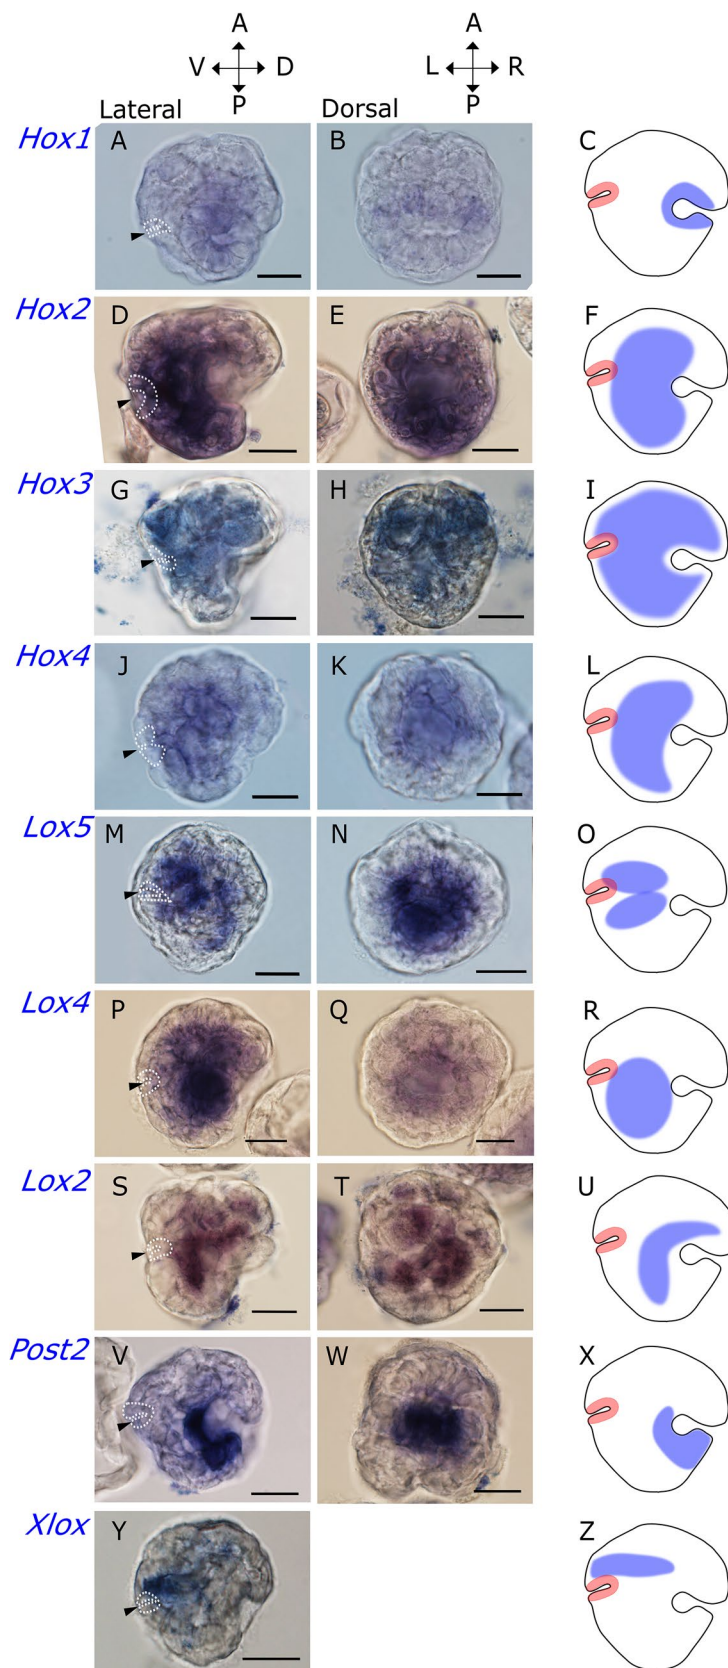 A A
V D L R
P P
Lateral Dorsal
Hox1 A B C
Hox2 D E F
Hox3 G H I
Hox4 J K L
Lox5 M N O
Lox4 P Q R
Lox2 S T U
Post2 V W X
Xlox Y Z